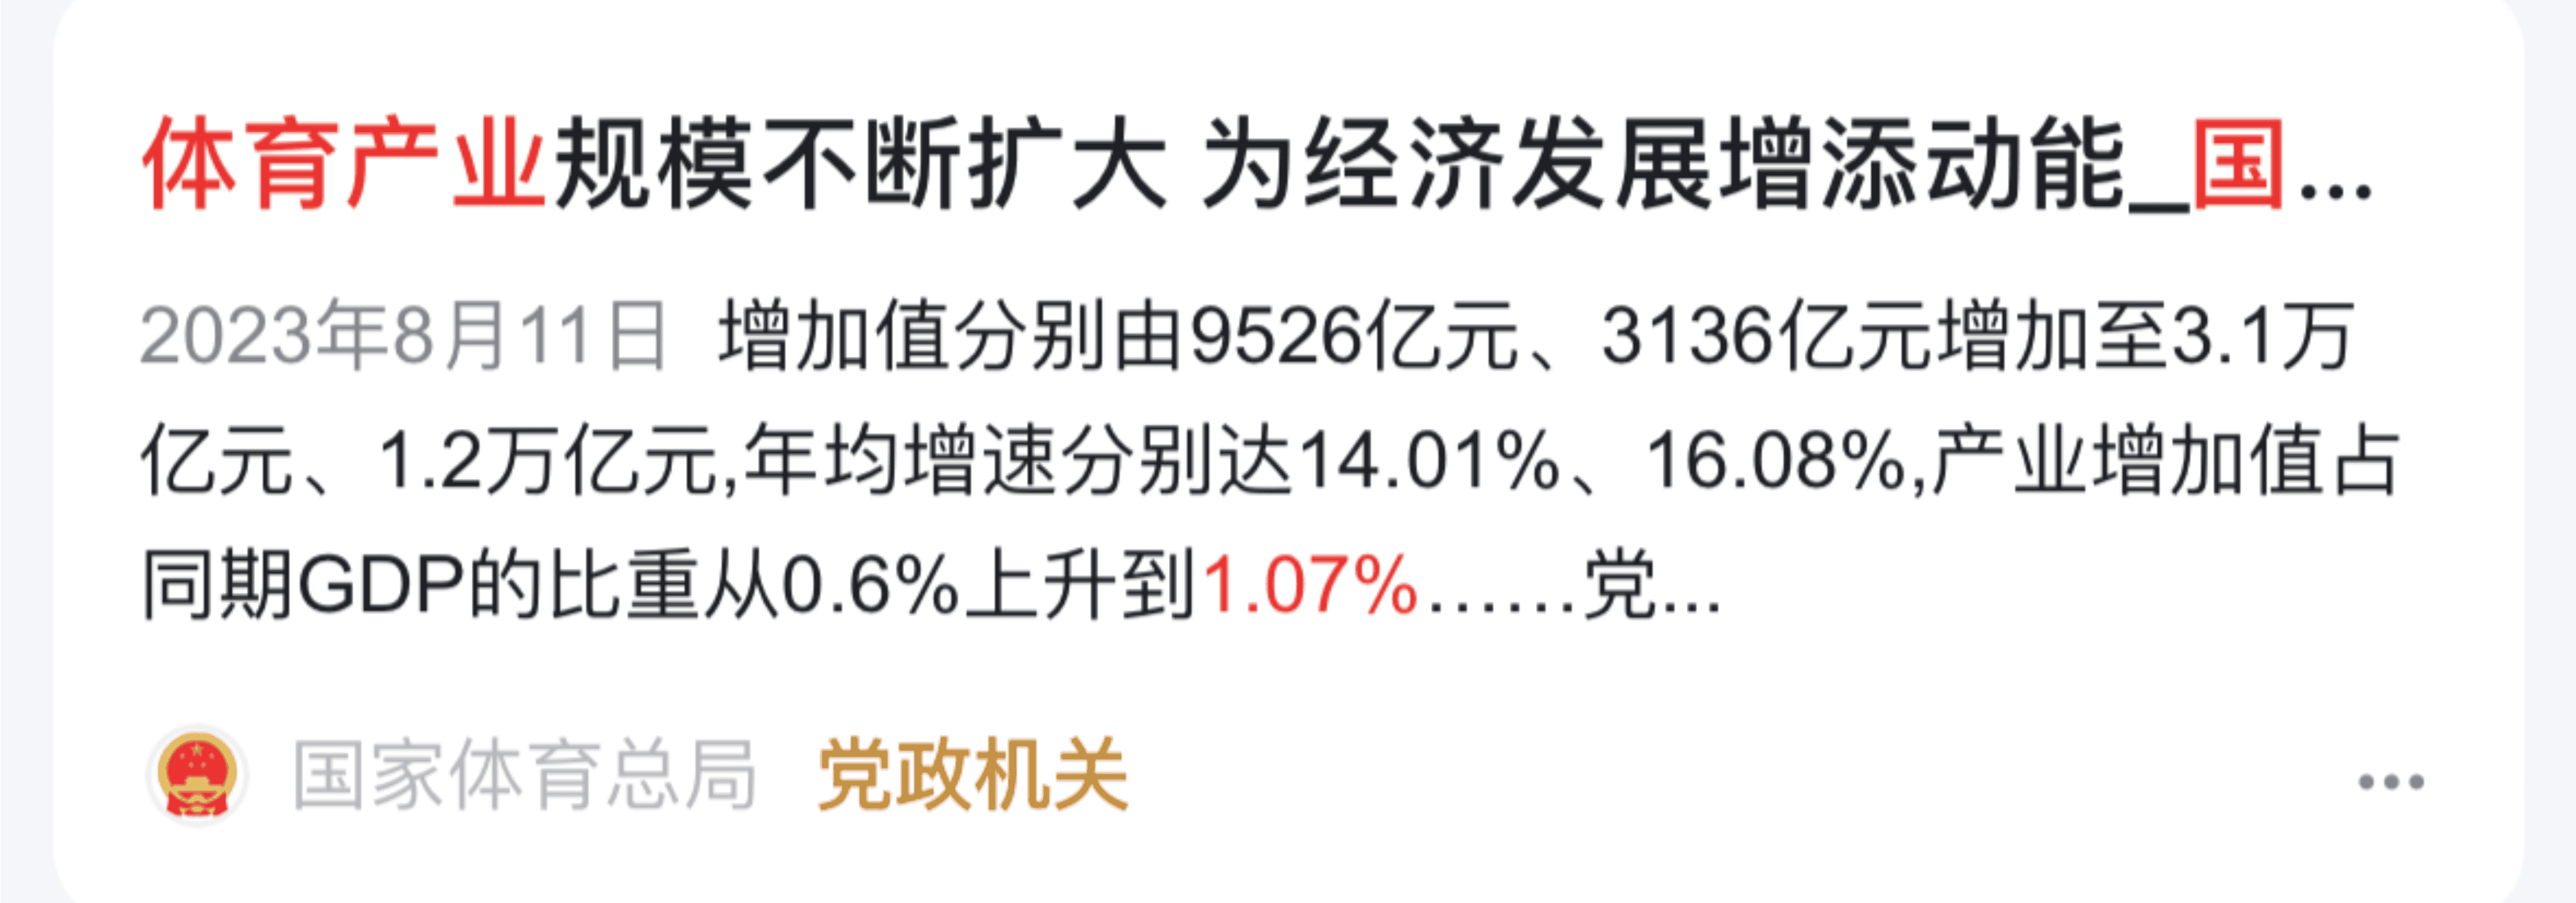 体育产业规模不断扩大 为经济发展增添动能_国...
2023年8月11日 增加值分别由9526亿元、3136亿元增加至3.1万
亿元、1.2万亿元,年均增速分别达14.01%、16.08%,产业增加值占
同期GDP的比重从0.6%上升到1.07%……党...
国家体育总局 党政机关